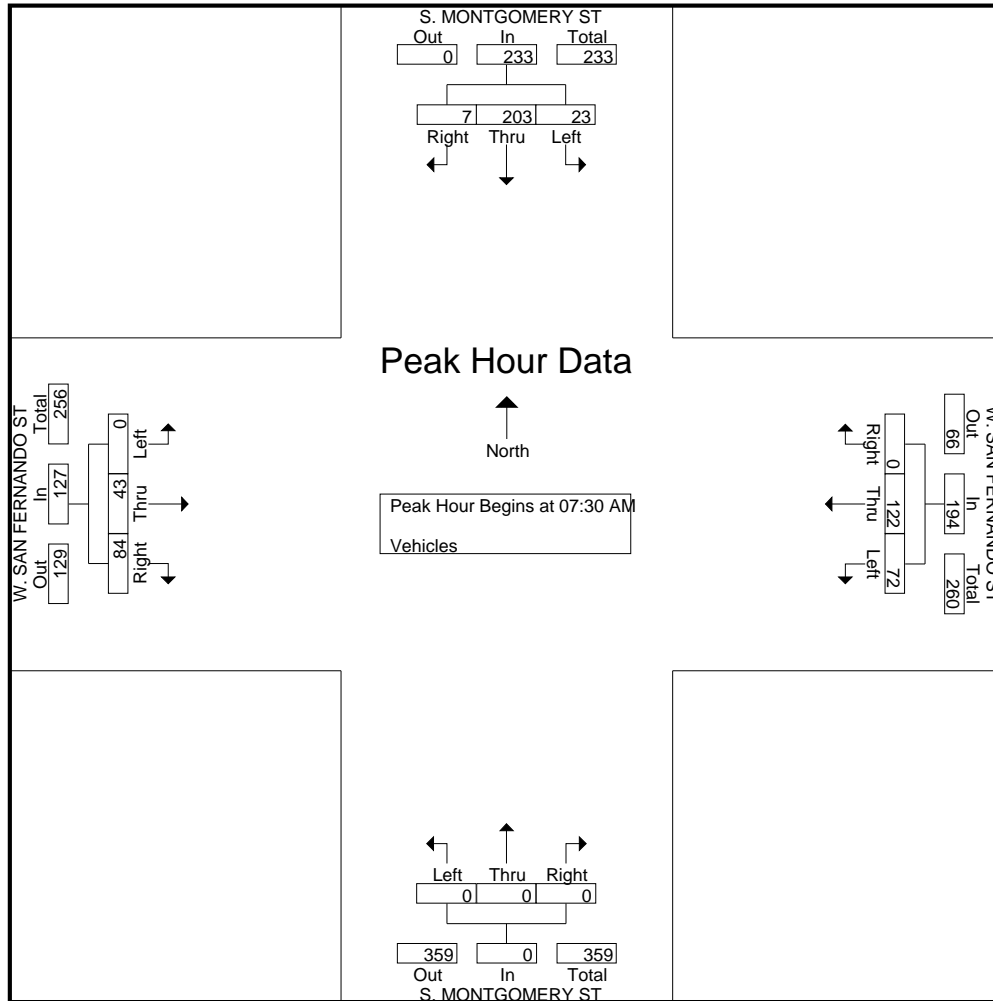 S. MONTGOMERY ST
Out In Total
0 233 233
7 203 23
Right Thru Left
Peak Hour Data
North
Peak Hour Begins at 07:30 AM
Vehicles
W. SAN FERNANDO ST
Total In Out
256 127 129
0 43 84
Left Thru Right
W. SAN FERNANDO ST
Out In Total
66 194 260
0 122 72
Right Thru Left
Left Thru Right
0 0 0
359 0 359
Out In Total
S. MONTGOMERY ST